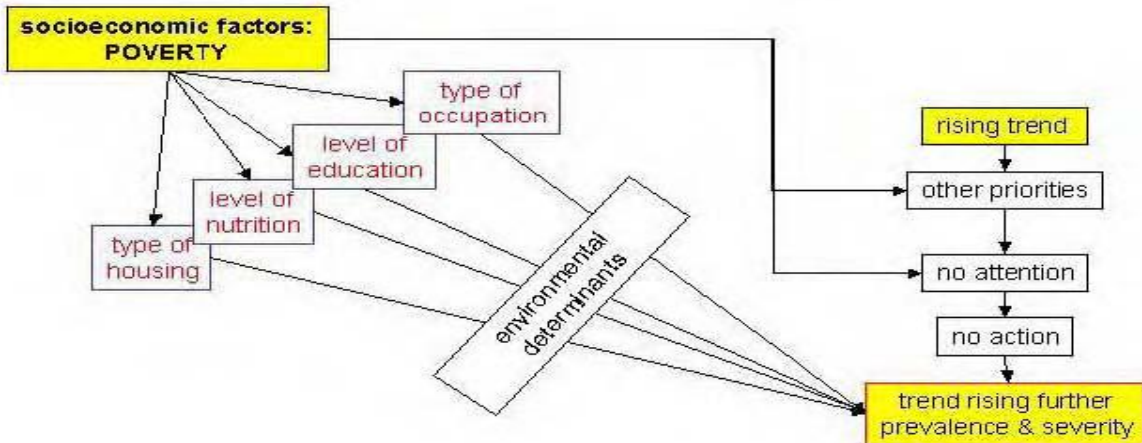 socioeconomic factors:
POVERTY
type of
occupation
level of
education
level of
nutrition
type of
housing
environmental
determinants
rising trend
other priorities
no attention
no action
trend rising further
prevalence & severity